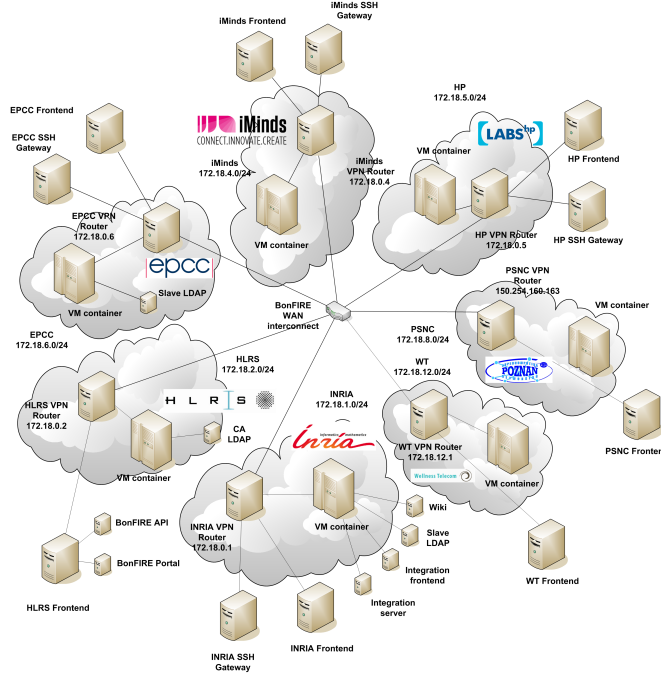 iMinds SSH
Gateway
iMinds Frontend
HP
172.18.5.0/24
EPCC Frontend
iMinds
CONNECT.INNOVATE.CREATE
LABS hp
EPCC SSH
Gateway
VM container
HP Frontend
iMinds
172.18.4.0/24
iMinds
VPN Router
172.18.0.4
EPCC VPN
Router
172.18.0.6
VM container
HP VPN Router
172.18.0.5
HP SSH Gateway
epcc
PSNC VPN
Router
150.254.160.163
Slave LDAP
VM container
VM container
BonFIRE
WAN
interconnect
EPCC
172.18.6.0/24
PSNC
172.18.8.0/24
HLRS
172.18.2.0/24
WT
172.18.12.0/24
POZNAŃ
HLRS
INRIA
172.18.1.0/24
HLRS VPN
Router
172.18.0.2
CA
LDAP
informatics mathematics
Inria
WT VPN Router
172.18.12.1
PSNC Fronter
VM container
Wellness Telecom
VM container
Wiki
BonFIRE API
INRIA VPN
Router
172.18.0.1
VM container
Slave
LDAP
BonFIRE Portal
Integration
frontend
WT Frontend
HLRS Frontend
Integration
server
INRIA SSH
Gateway
INRIA Frontend